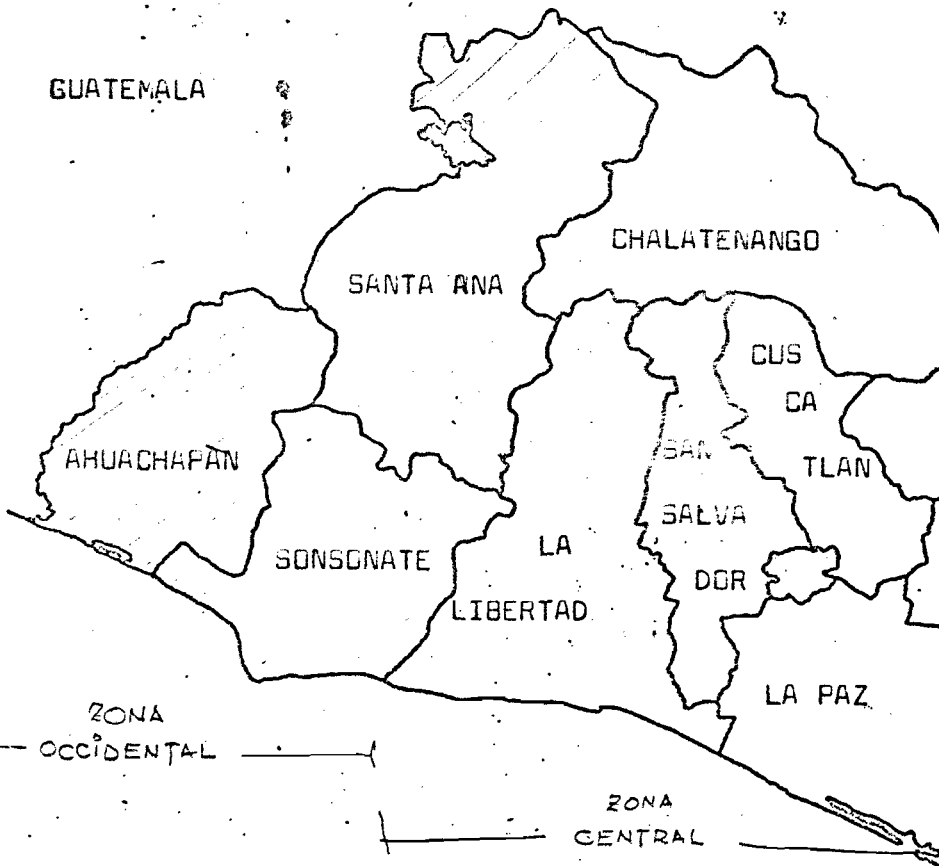 GUATEMALA
CHALATENANGO
SANTA ANA
CUS
CA
TLAN
AHUACHAPAN
SAN
SALVA
DOR
SONSONATE
LA
LIBERTAD
LA PAZ
ZONA
OCCIDENTAL
ZONA
CENTRAL